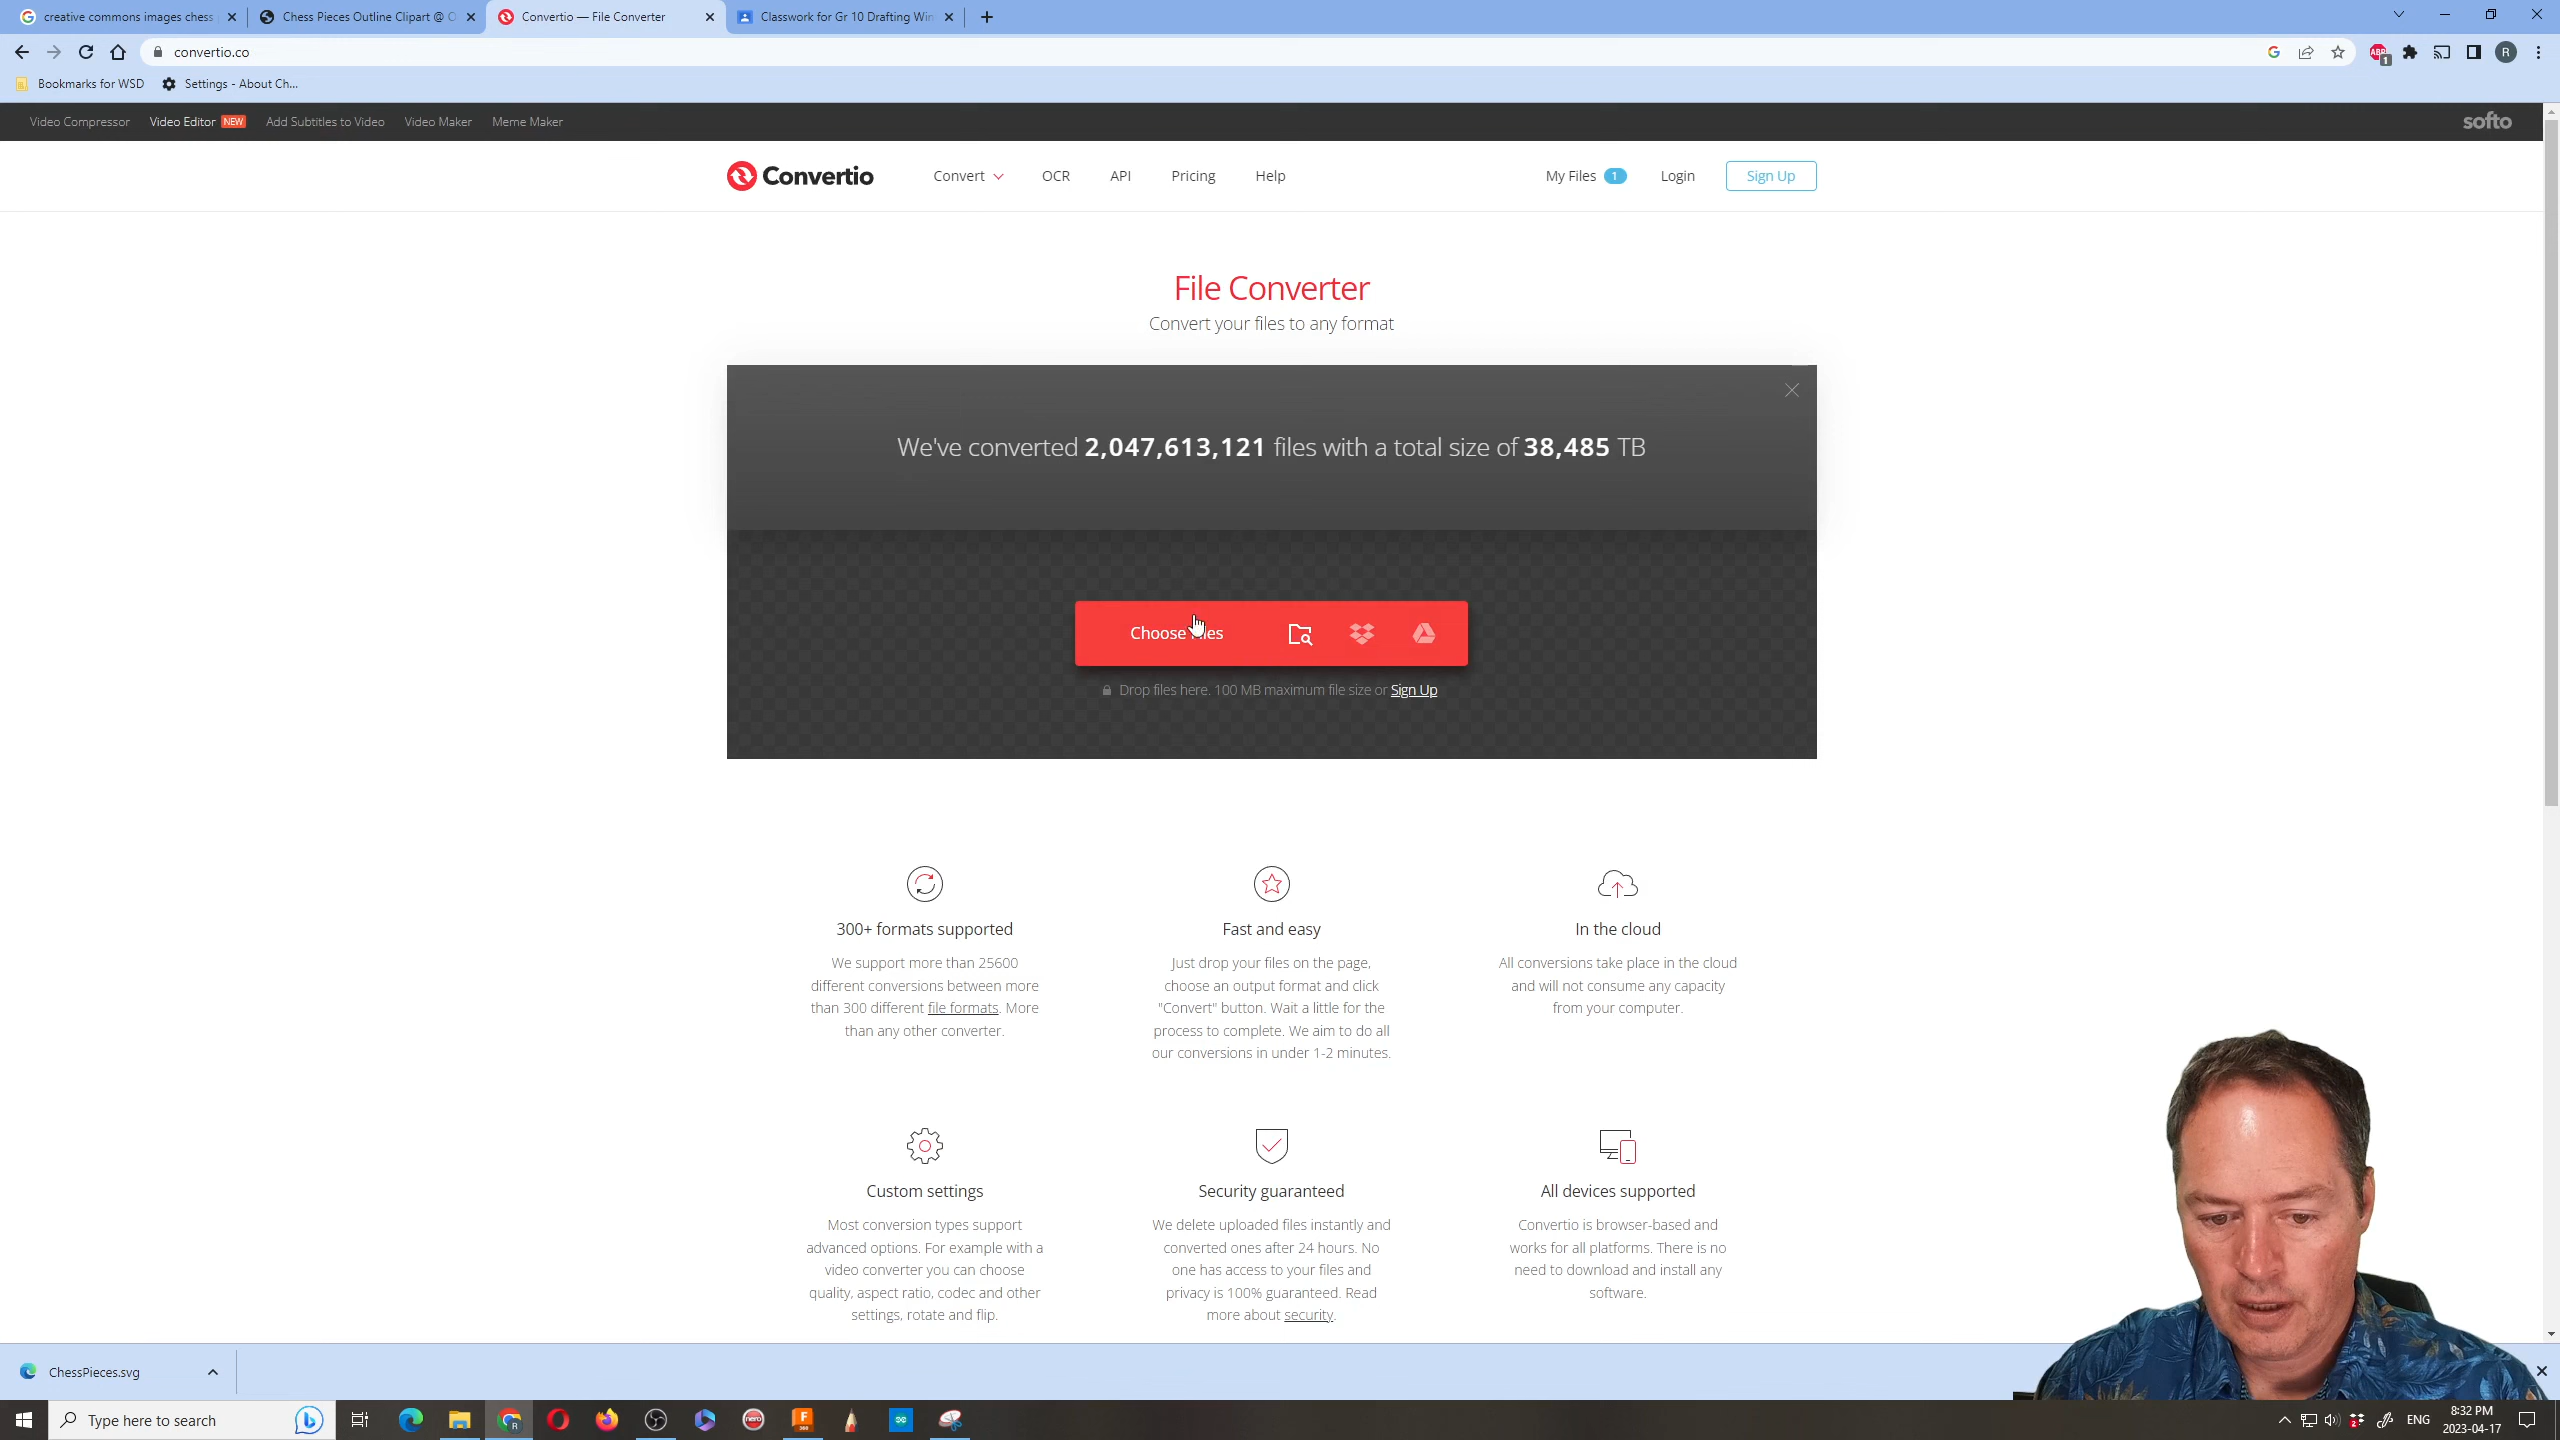 creative commons images chess
Chess Pieces Outline Clipart @ O
Convertio — File Converter
Classwork for Gr 10 Drafting Win
convertio.co
Bookmarks for WSD
Settings - About Ch...
Video Compressor
Video Editor NEW
Add Subtitles to Video
Video Maker
Meme Maker
softo
Convertio
Convert
OCR
API
Pricing
Help
My Files 1
Login
Sign Up
File Converter
Convert your files to any format
We've converted 2,047,613,121 files with a total size of 38,485 TB
Choose
Drop files here. 100 MB maximum file size or Sign Up
300+ formats supported
We support more than 25600
different conversions between more
than 300 different file formats. More
than any other converter.
Fast and easy
Just drop your files on the page,
choose an output format and click
"Convert" button. Wait a little for the
process to complete. We aim to do all
our conversions in under 1-2 minutes.
In the cloud
All conversions take place in the cloud
and will not consume any capacity
from your computer.
Custom settings
Most conversion types support
advanced options. For example with a
video converter you can choose
quality, aspect ratio, codec and other
settings, rotate and flip.
Security guaranteed
We delete uploaded files instantly and
converted ones after 24 hours. No
one has access to your files and
privacy is 100% guaranteed. Read
more about security.
All devices supported
Convertio is browser-based and
works for all platforms. There is no
need to download and install any
software.
ChessPieces.svg
Type here to search
ENG
8:32 PM
2023-04-17